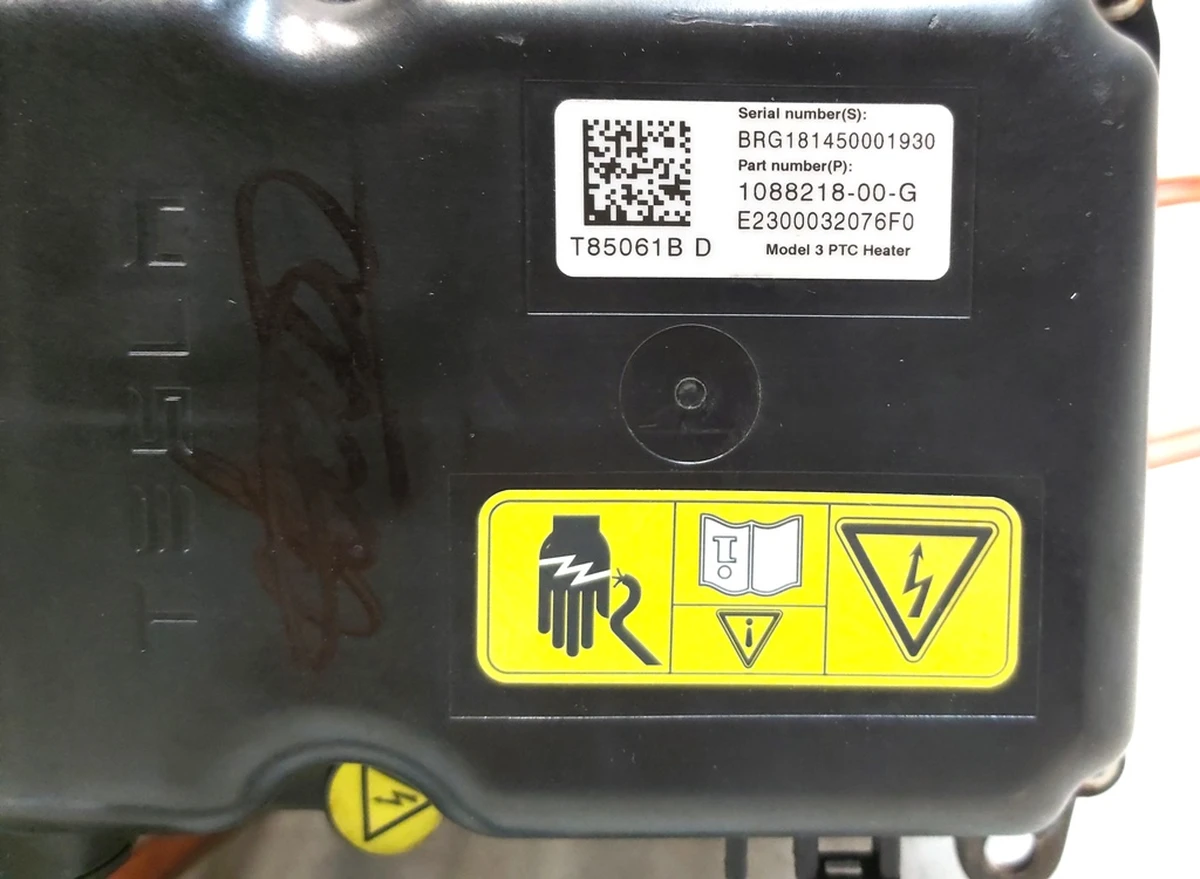 Serial number(S):
BRG181450001930
Part number(P):
1088218-00-G
E2300032076F0
T85061B D
Model 3 PTC Heater
TESLA